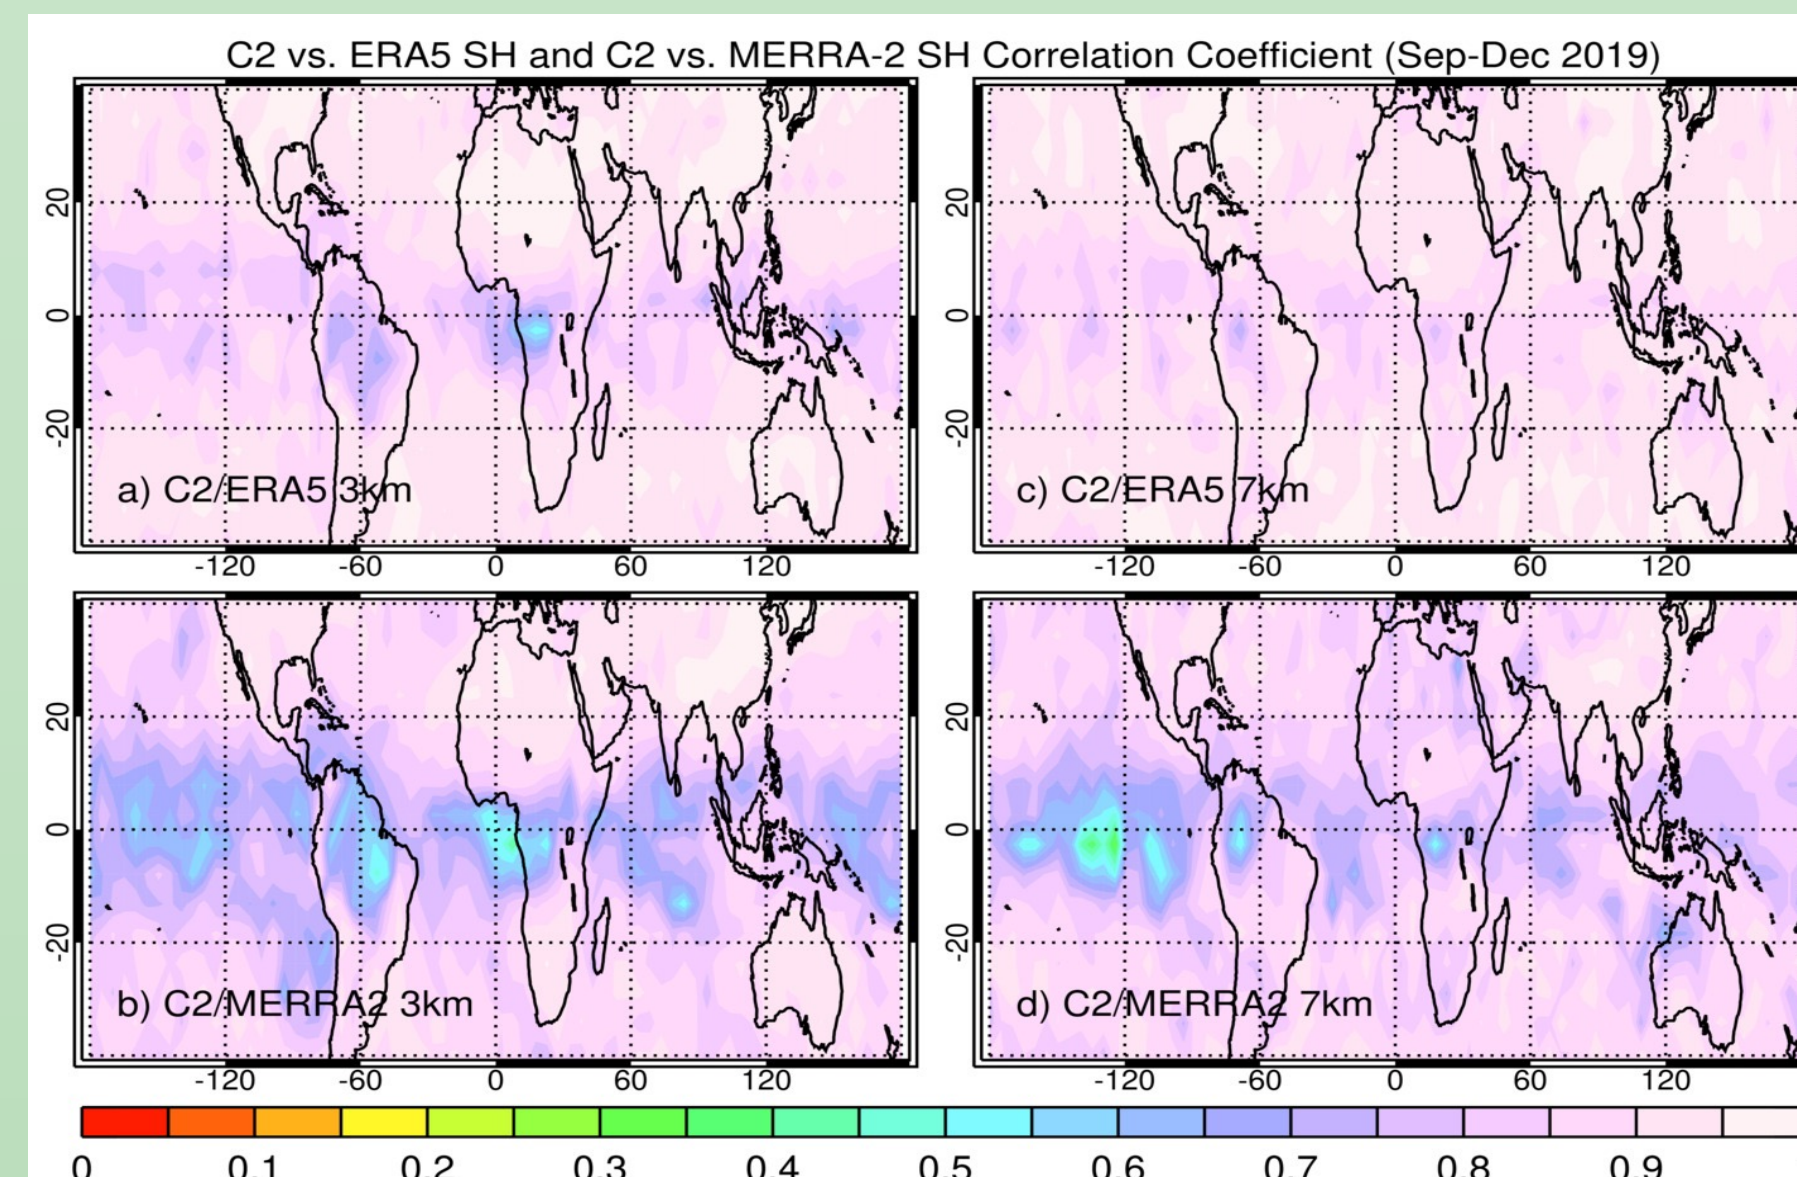 C2 vs. ERA5 SH and C2 vs. MERRA-2 SH Correlation Coefficient (Sep-Dec 2019)
20
0
-20
a) C2/ERA5 3km
-120 -60 0 60 120
20
0
-20
c) C2/ERA5 7km
-120 -60 0 60 120
20
0
-20
b) C2/MERRA2 3km
-120 -60 0 60 120
20
0
-20
d) C2/MERRA2 7km
-120 -60 0 60 120
0 0.1 0.2 0.3 0.4 0.5 0.6 0.7 0.8 0.9